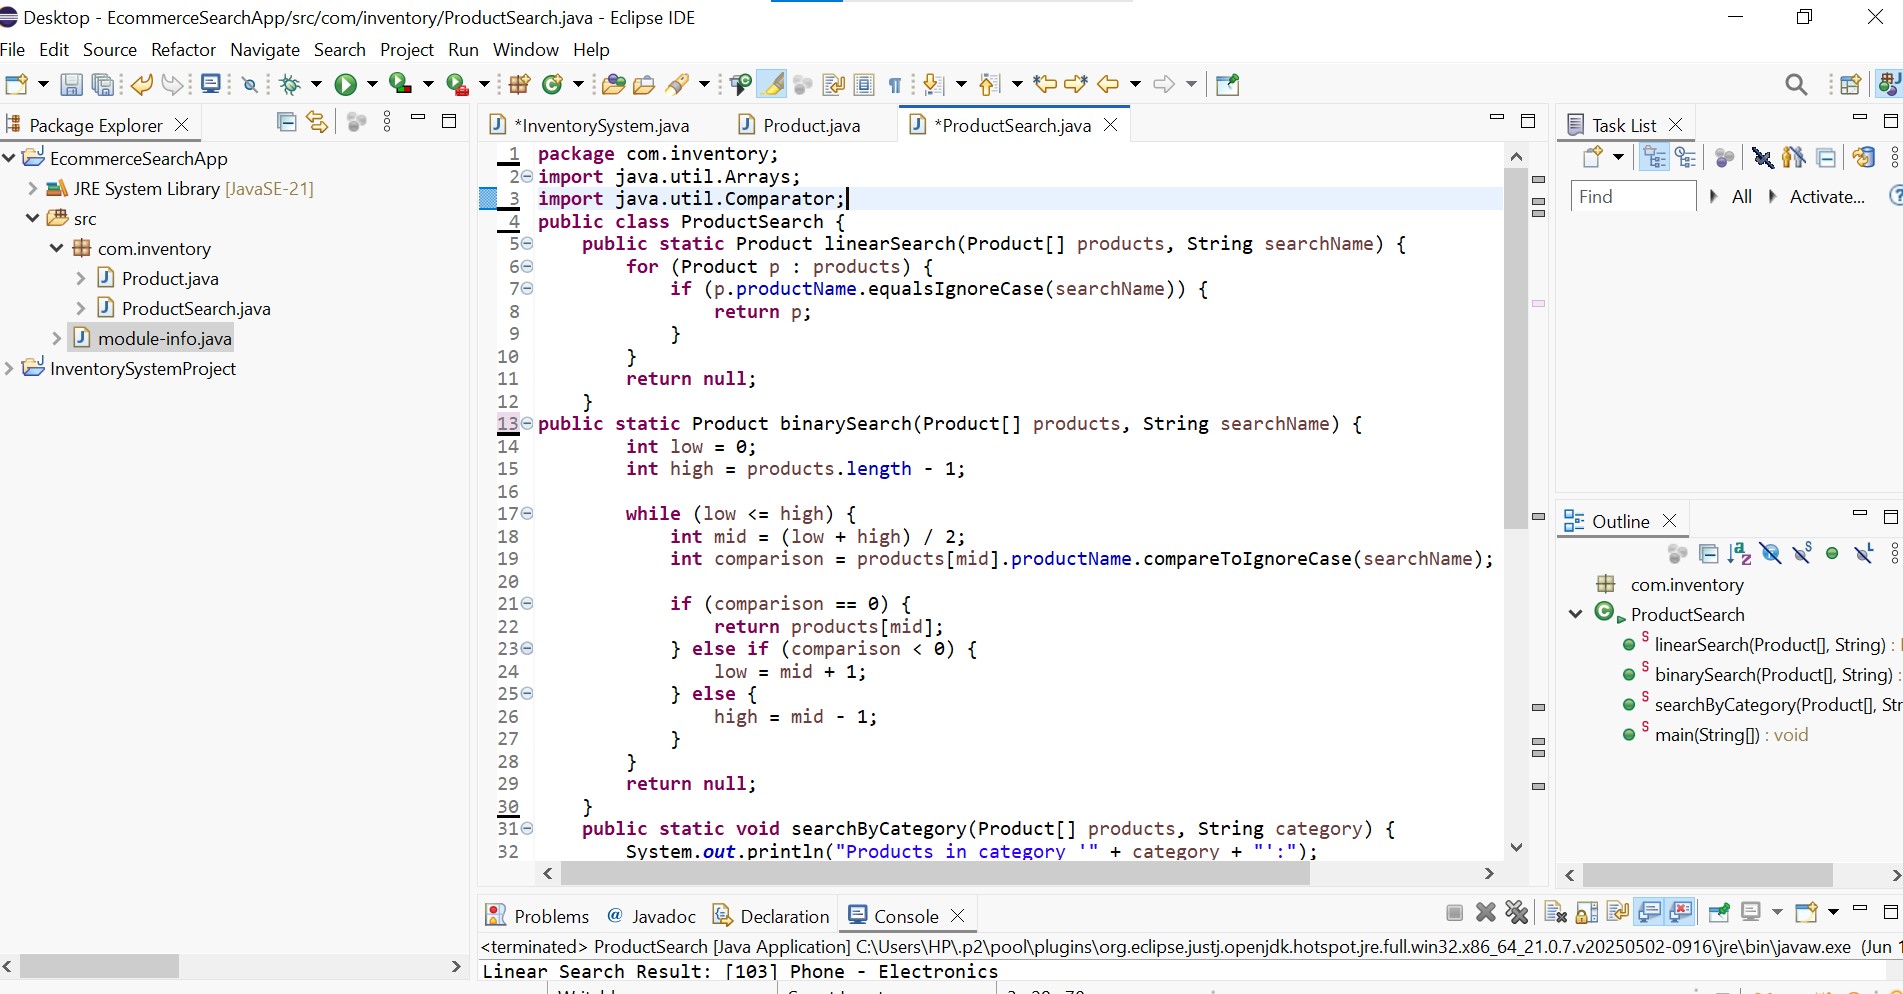 Desktop - EcommerceSearchApp/src/com/inventory/ProductSearch.java - Eclipse IDE
File Edit Source Refactor Navigate Search Project Run Window Help
Package Explorer
EcommerceSearchApp
JRE System Library [JavaSE-21]
src
com.inventory
Product.java
ProductSearch.java
module-info.java
InventorySystemProject
*InventorySystem.java Product.java *ProductSearch.java
1 package com.inventory;
2 import java.util.Arrays;
3 import java.util.Comparator;
4 public class ProductSearch {
5     public static Product linearSearch(Product[] products, String searchName) {
6         for (Product p : products) {
7             if (p.productName.equalsIgnoreCase(searchName)) {
8                 return p;
9             }
10         }
11         return null;
12     }
13 public static Product binarySearch(Product[] products, String searchName) {
14         int low = 0;
15         int high = products.length - 1;
16
17         while (low <= high) {
18             int mid = (low + high) / 2;
19             int comparison = products[mid].productName.compareToIgnoreCase(searchName);
20
21             if (comparison == 0) {
22                 return products[mid];
23             } else if (comparison < 0) {
24                 low = mid + 1;
25             } else {
26                 high = mid - 1;
27             }
28         }
29         return null;
30     }
31     public static void searchByCategory(Product[] products, String category) {
32         System.out.println("Products in category '" + category + "':");
Task List
Find All Activate...
Outline
com.inventory
ProductSearch
linearSearch(Product[], String) :
binarySearch(Product[], String) :
searchByCategory(Product[], Str
main(String[]) : void
Problems Javadoc Declaration Console
<terminated> ProductSearch [Java Application] C:\Users\HP\.p2\pool\plugins\org.eclipse.justj.openjdk.hotspot.jre.full.win32.x86_64_21.0.7.v20250502-0916\jre\bin\javaw.exe (Jun 1
Linear Search Result: [103] Phone - Electronics